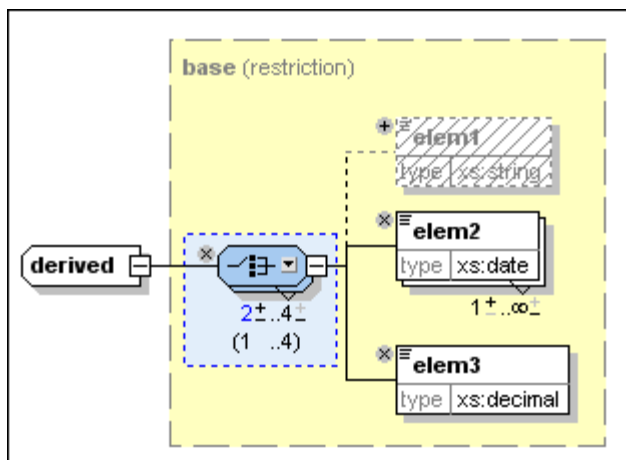 base (restriction)
elem1
type xs:string
elem2
type xs:date
1±..∞±
derived
2±..4±
(1 ..4)
elem3
type xs:decimal